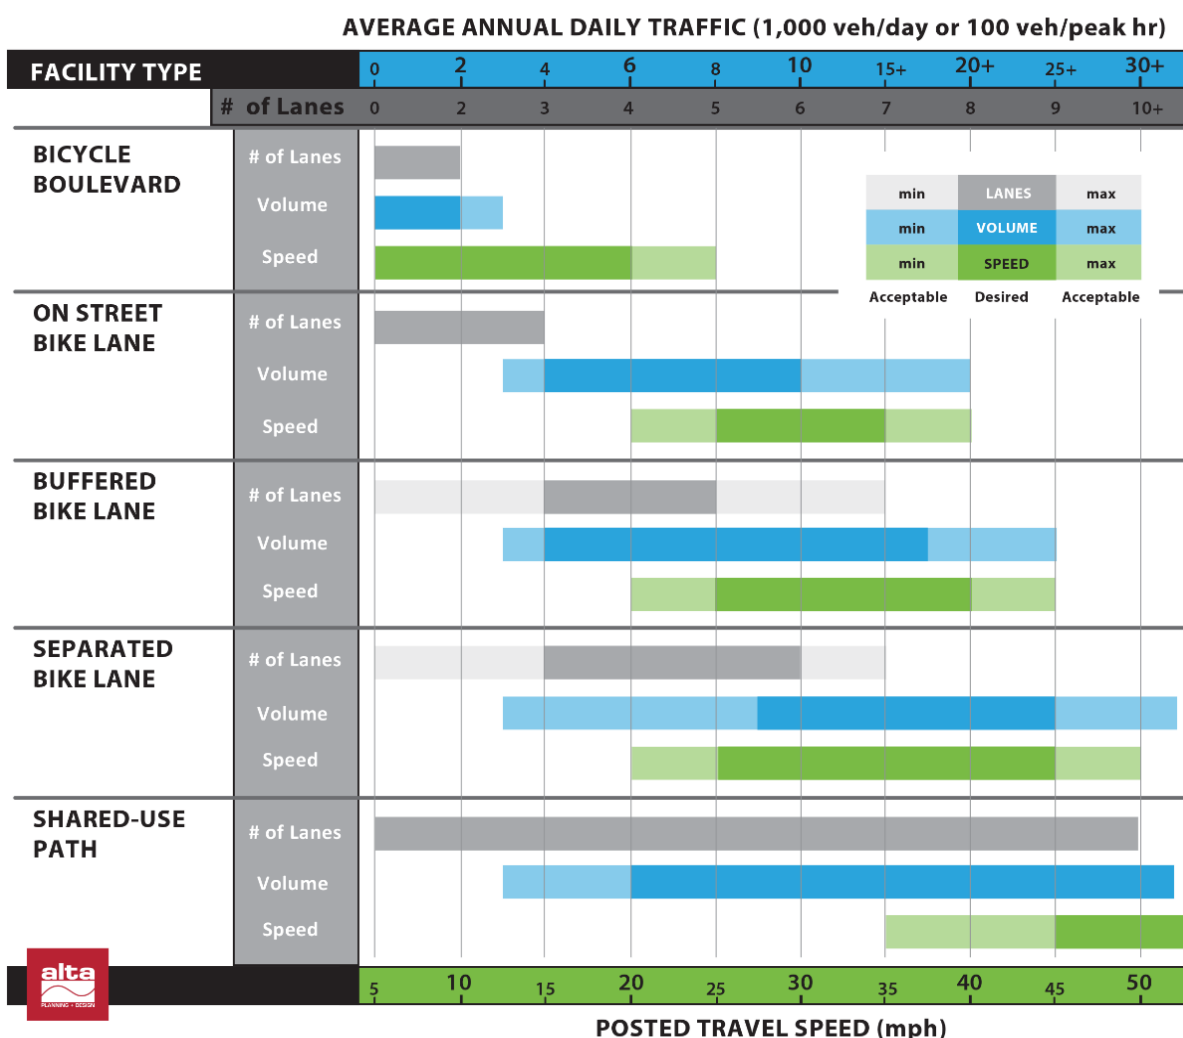 AVERAGE ANNUAL DAILY TRAFFIC (1,000 veh/day or 100 veh/peak hr)
FACILITY TYPE 0 2 4 6 8 10 15+ 20+ 25+ 30+
# of Lanes 0 2 3 4 5 6 7 8 9 10+
BICYCLE
BOULEVARD
# of Lanes
Volume
Speed
min LANES max
min VOLUME max
min SPEED max
Acceptable Desired Acceptable
ON STREET
BIKE LANE
# of Lanes
Volume
Speed
BUFFERED
BIKE LANE
# of Lanes
Volume
Speed
SEPARATED
BIKE LANE
# of Lanes
Volume
Speed
SHARED-USE
PATH
# of Lanes
Volume
Speed
alta
PLANNING + DESIGN
5 10 15 20 25 30 35 40 45 50
POSTED TRAVEL SPEED (mph)